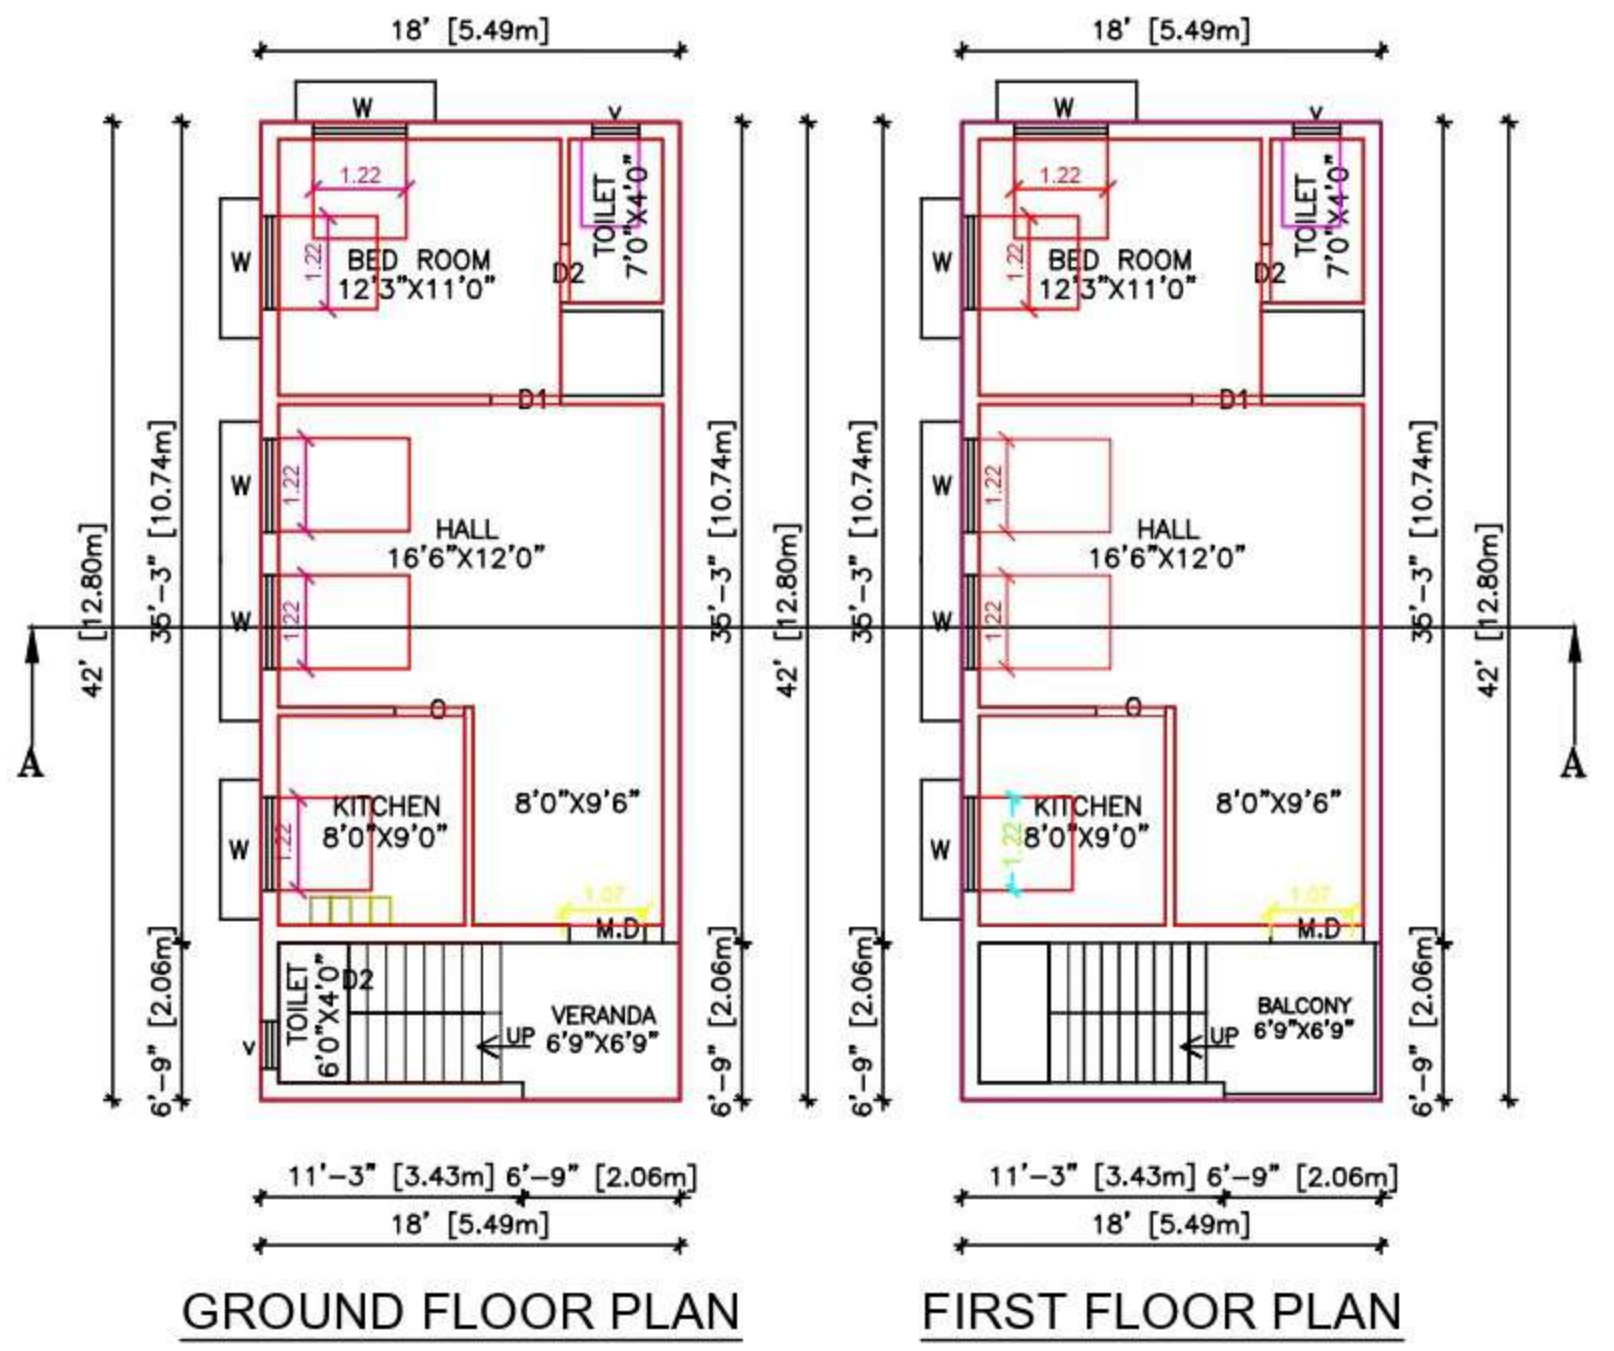 18' [5.49m]
W
V
1.22
TOILET
7'0"X4'0"
W
1.22
BED ROOM
12'3"X11'0"
D2
D1
W
1.22
HALL
16'6"X12'0"
W
1.22
O
KITCHEN
8'0"X9'0"
W
1.22
8'0"X9'6"
1.07
M.D
TOILET
6'0"X4'0"
D2
V
UP
VERANDA
6'9"X6'9"
42' [12.80m]
35'-3" [10.74m]
6'-9" [2.06m]
35'-3" [10.74m]
6'-9" [2.06m]
42' [12.80m]
A
11'-3" [3.43m] 6'-9" [2.06m]
18' [5.49m]
GROUND FLOOR PLAN
18' [5.49m]
W
V
1.22
TOILET
7'0"X4'0"
W
1.22
BED ROOM
12'3"X11'0"
D2
D1
W
1.22
HALL
16'6"X12'0"
W
1.22
O
KITCHEN
8'0"X9'0"
W
1.22
8'0"X9'6"
1.07
M.D
UP
BALCONY
6'9"X6'9"
35'-3" [10.74m]
6'-9" [2.06m]
35'-3" [10.74m]
6'-9" [2.06m]
42' [12.80m]
A
11'-3" [3.43m] 6'-9" [2.06m]
18' [5.49m]
FIRST FLOOR PLAN